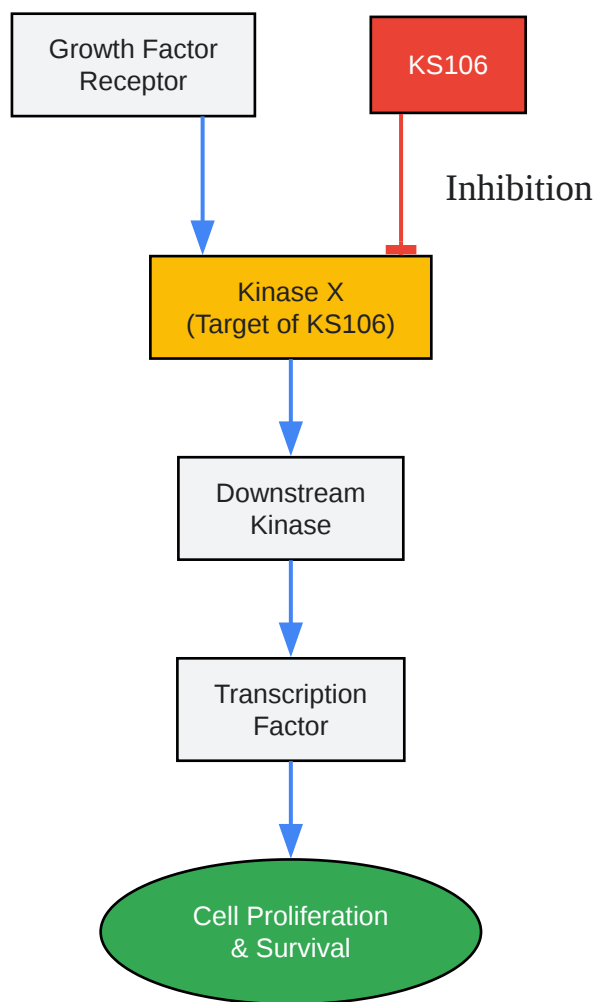 Growth Factor
Receptor
KS106
Inhibition
Kinase X
(Target of KS106)
Downstream
Kinase
Transcription
Factor
Cell Proliferation
& Survival